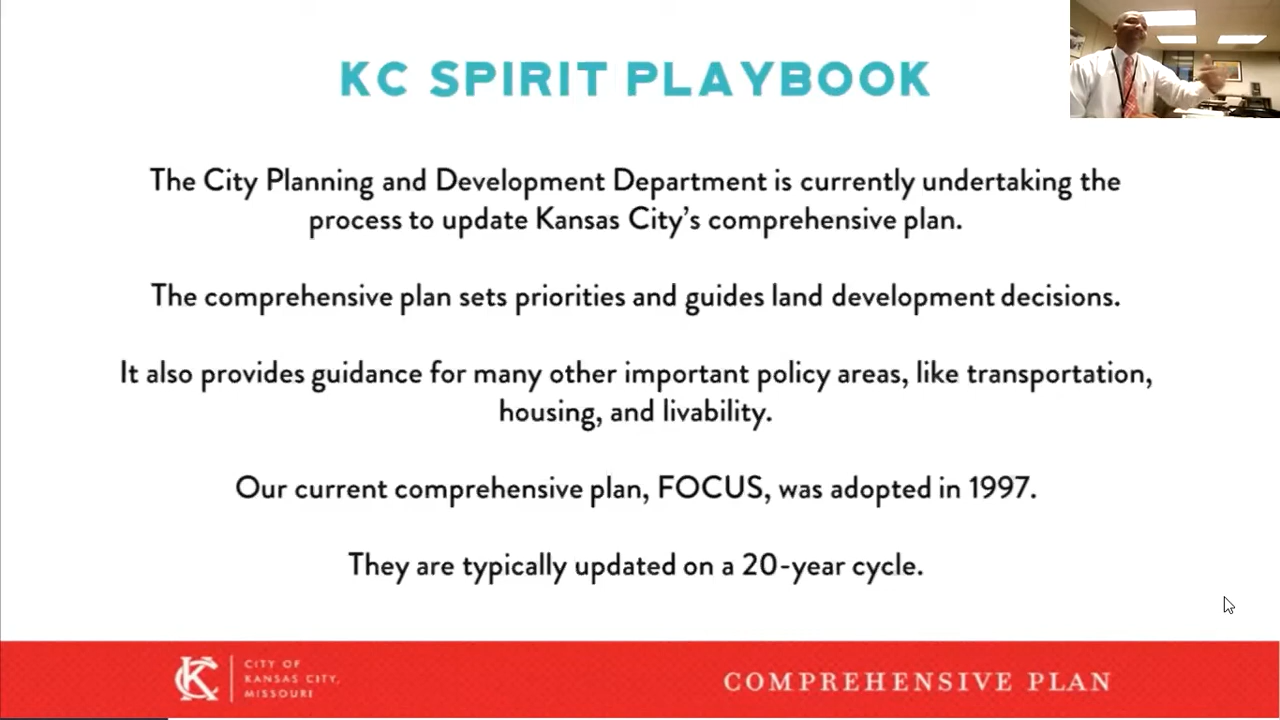 KC SPIRIT PLAYBOOK
The City Planning and Development Department is currently undertaking the
process to update Kansas City's comprehensive plan.
The comprehensive plan sets priorities and guides land development decisions.
It also provides guidance for many other important policy areas, like transportation,
housing, and livability.
Our current comprehensive plan, FOCUS, was adopted in 1997.
They are typically updated on a 20-year cycle.
KC
CITY OF
KANSAS CITY,
MISSOURI
COMPREHENSIVE PLAN